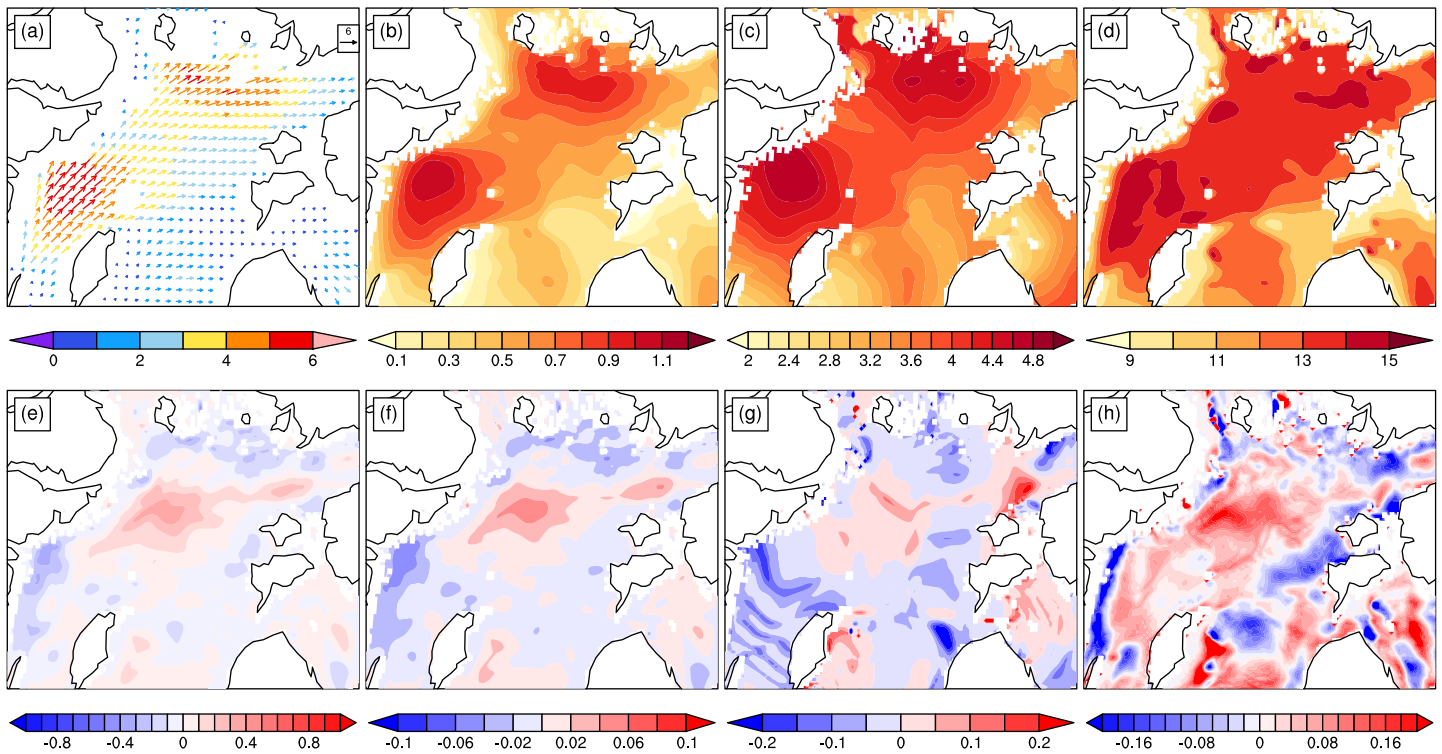 (a)
6
(b)
(c)
(d)
0 2 4 6
0.1 0.3 0.5 0.7 0.9 1.1
2 2.4 2.8 3.2 3.6 4 4.4 4.8
9 11 13 15
(e)
(f)
(g)
(h)
-0.8 -0.4 0 0.4 0.8
-0.1 -0.06 -0.02 0.02 0.06 0.1
-0.2 -0.1 0 0.1 0.2
-0.16 -0.08 0 0.08 0.16